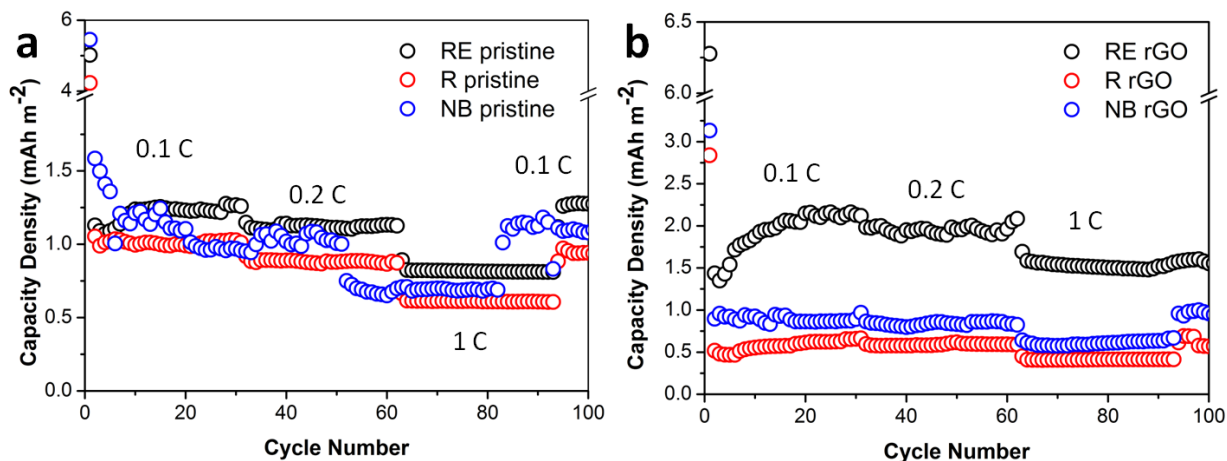 a
Capacity Density (mAh m⁻²)
6
4
1.5
1.0
0.5
0.0
RE pristine
R pristine
NB pristine
0.1 C
0.2 C
1 C
0.1 C
0
20
40
60
80
100
Cycle Number
b
Capacity Density (mAh m⁻²)
6.5
6.0
3.0
2.5
2.0
1.5
1.0
0.5
0.0
RE rGO
R rGO
NB rGO
0.1 C
0.2 C
1 C
0
20
40
60
80
100
Cycle Number